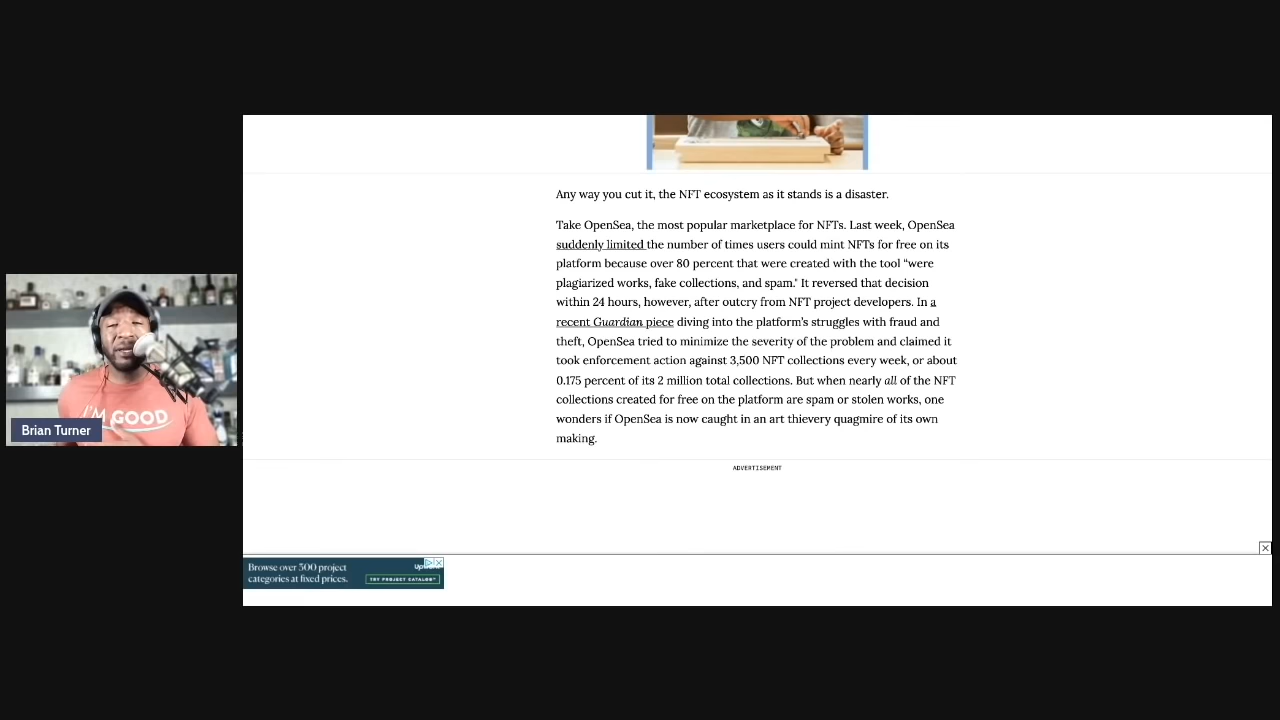 Any way you cut it, the NFT ecosystem as it stands is a disaster.
Take OpenSea, the most popular marketplace for NFTs. Last week, OpenSea
suddenly limited the number of times users could mint NFTs for free on its
platform because over 80 percent that were created with the tool “were
plagiarized works, fake collections, and spam." It reversed that decision
within 24 hours, however, after outcry from NFT project developers. In a
recent Guardian piece diving into the platform’s struggles with fraud and
theft, OpenSea tried to minimize the severity of the problem and claimed it
took enforcement action against 3,500 NFT collections every week, or about
0.175 percent of its 2 million total collections. But when nearly all of the NFT
collections created for free on the platform are spam or stolen works, one
wonders if OpenSea is now caught in an art thievery quagmire of its own
making.
ADVERTISEMENT
I'M GOOD
Brian Turner
Browse over 300 project
categories at fixed prices.
TRY PROJECT CATALOG™